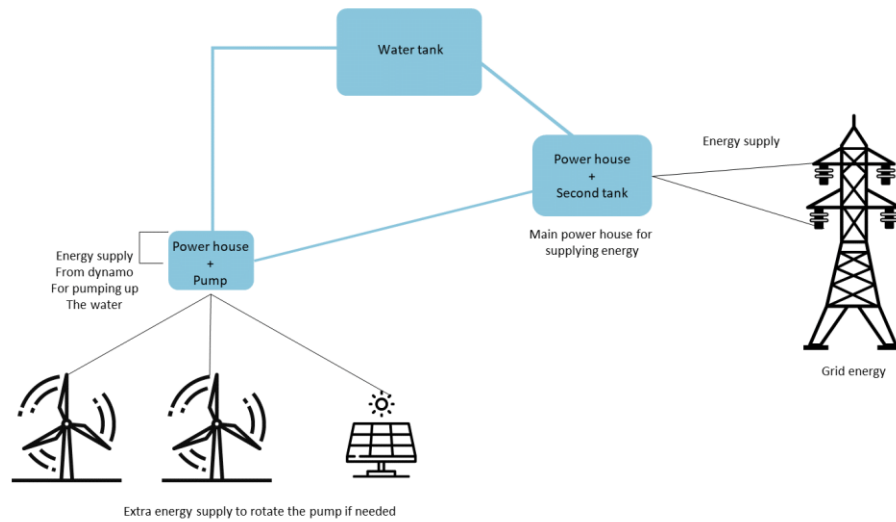 Water tank
Energy supply
Power house
+
Second tank
Main power house for
supplying energy
Power house
+
Pump
Energy supply
From dynamo
For pumping up
The water
Grid energy
Extra energy supply to rotate the pump if needed